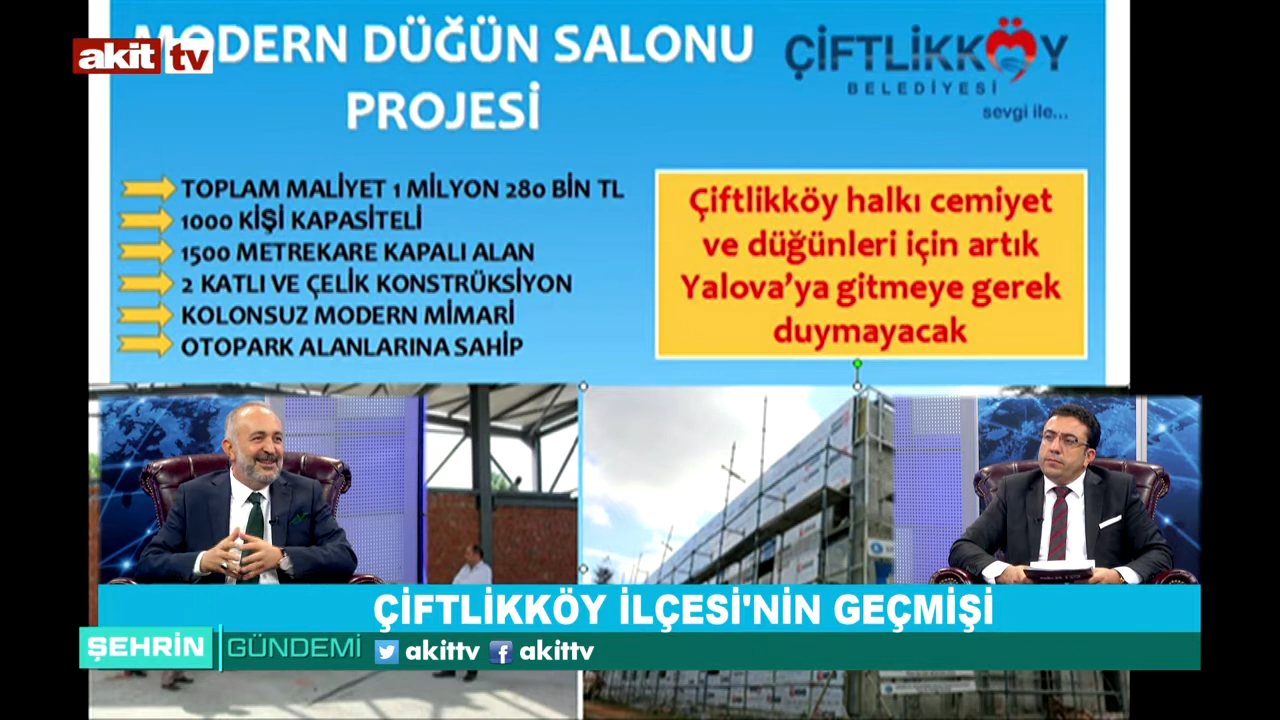 akit tv
MODERN DÜĞÜN SALONU
PROJESİ
ÇİFTLİKKÖY
BELEDİYESİ
sevgi ile...
TOPLAM MALİYET 1 MİLYON 280 BİN TL
1000 KİŞİ KAPASİTELİ
1500 METREKARE KAPALI ALAN
2 KATLI VE ÇELİK KONSTRÜKSİYON
KOLONSUZ MODERN MİMARİ
OTOPARK ALANLARINA SAHİP
Çiftlikköy halkı cemiyet
ve düğünleri için artık
Yalova'ya gitmeye gerek
duymayacak
ÇİFTLİKKÖY İLÇESİ'NİN GEÇMİŞİ
ŞEHRİN GÜNDEMİ
akittv akittv